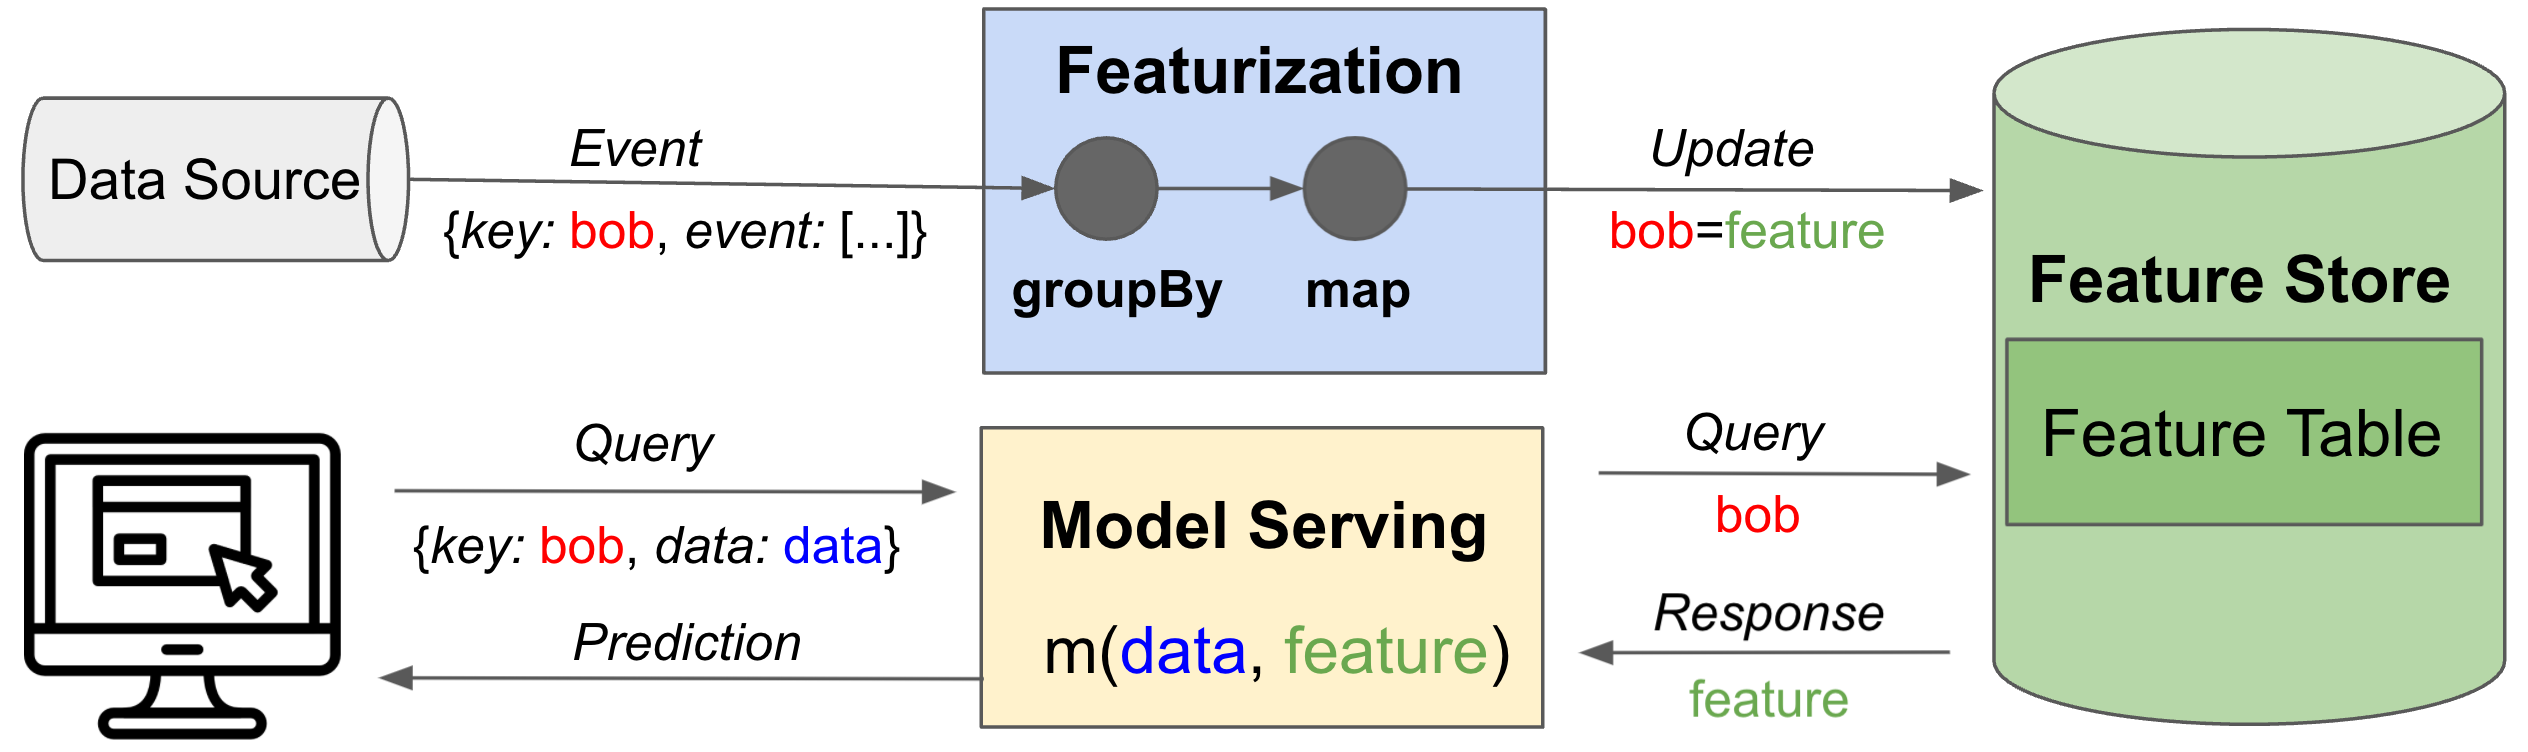 Data Source
Event
{key: bob, event: [...]}
Featurization
groupBy
map
Update
bob=feature
Feature Store
Feature Table
Query
{key: bob, data: data}
Prediction
Model Serving
m(data, feature)
Query
bob
Response
feature